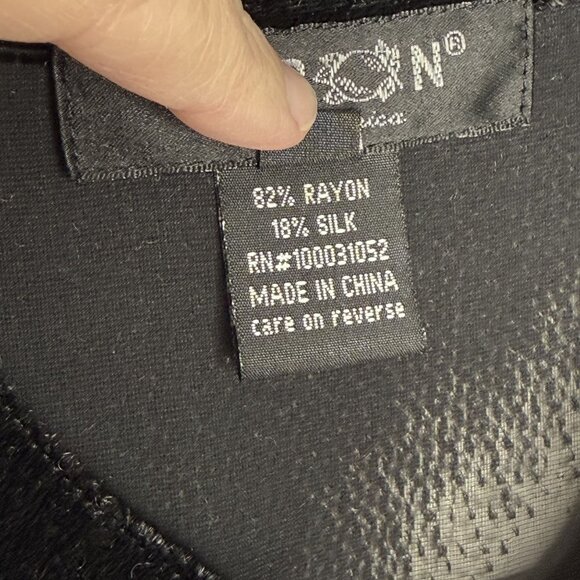 N®
82% RAYON
18% SILK
RN#100031052
MADE IN CHINA
care on reverse